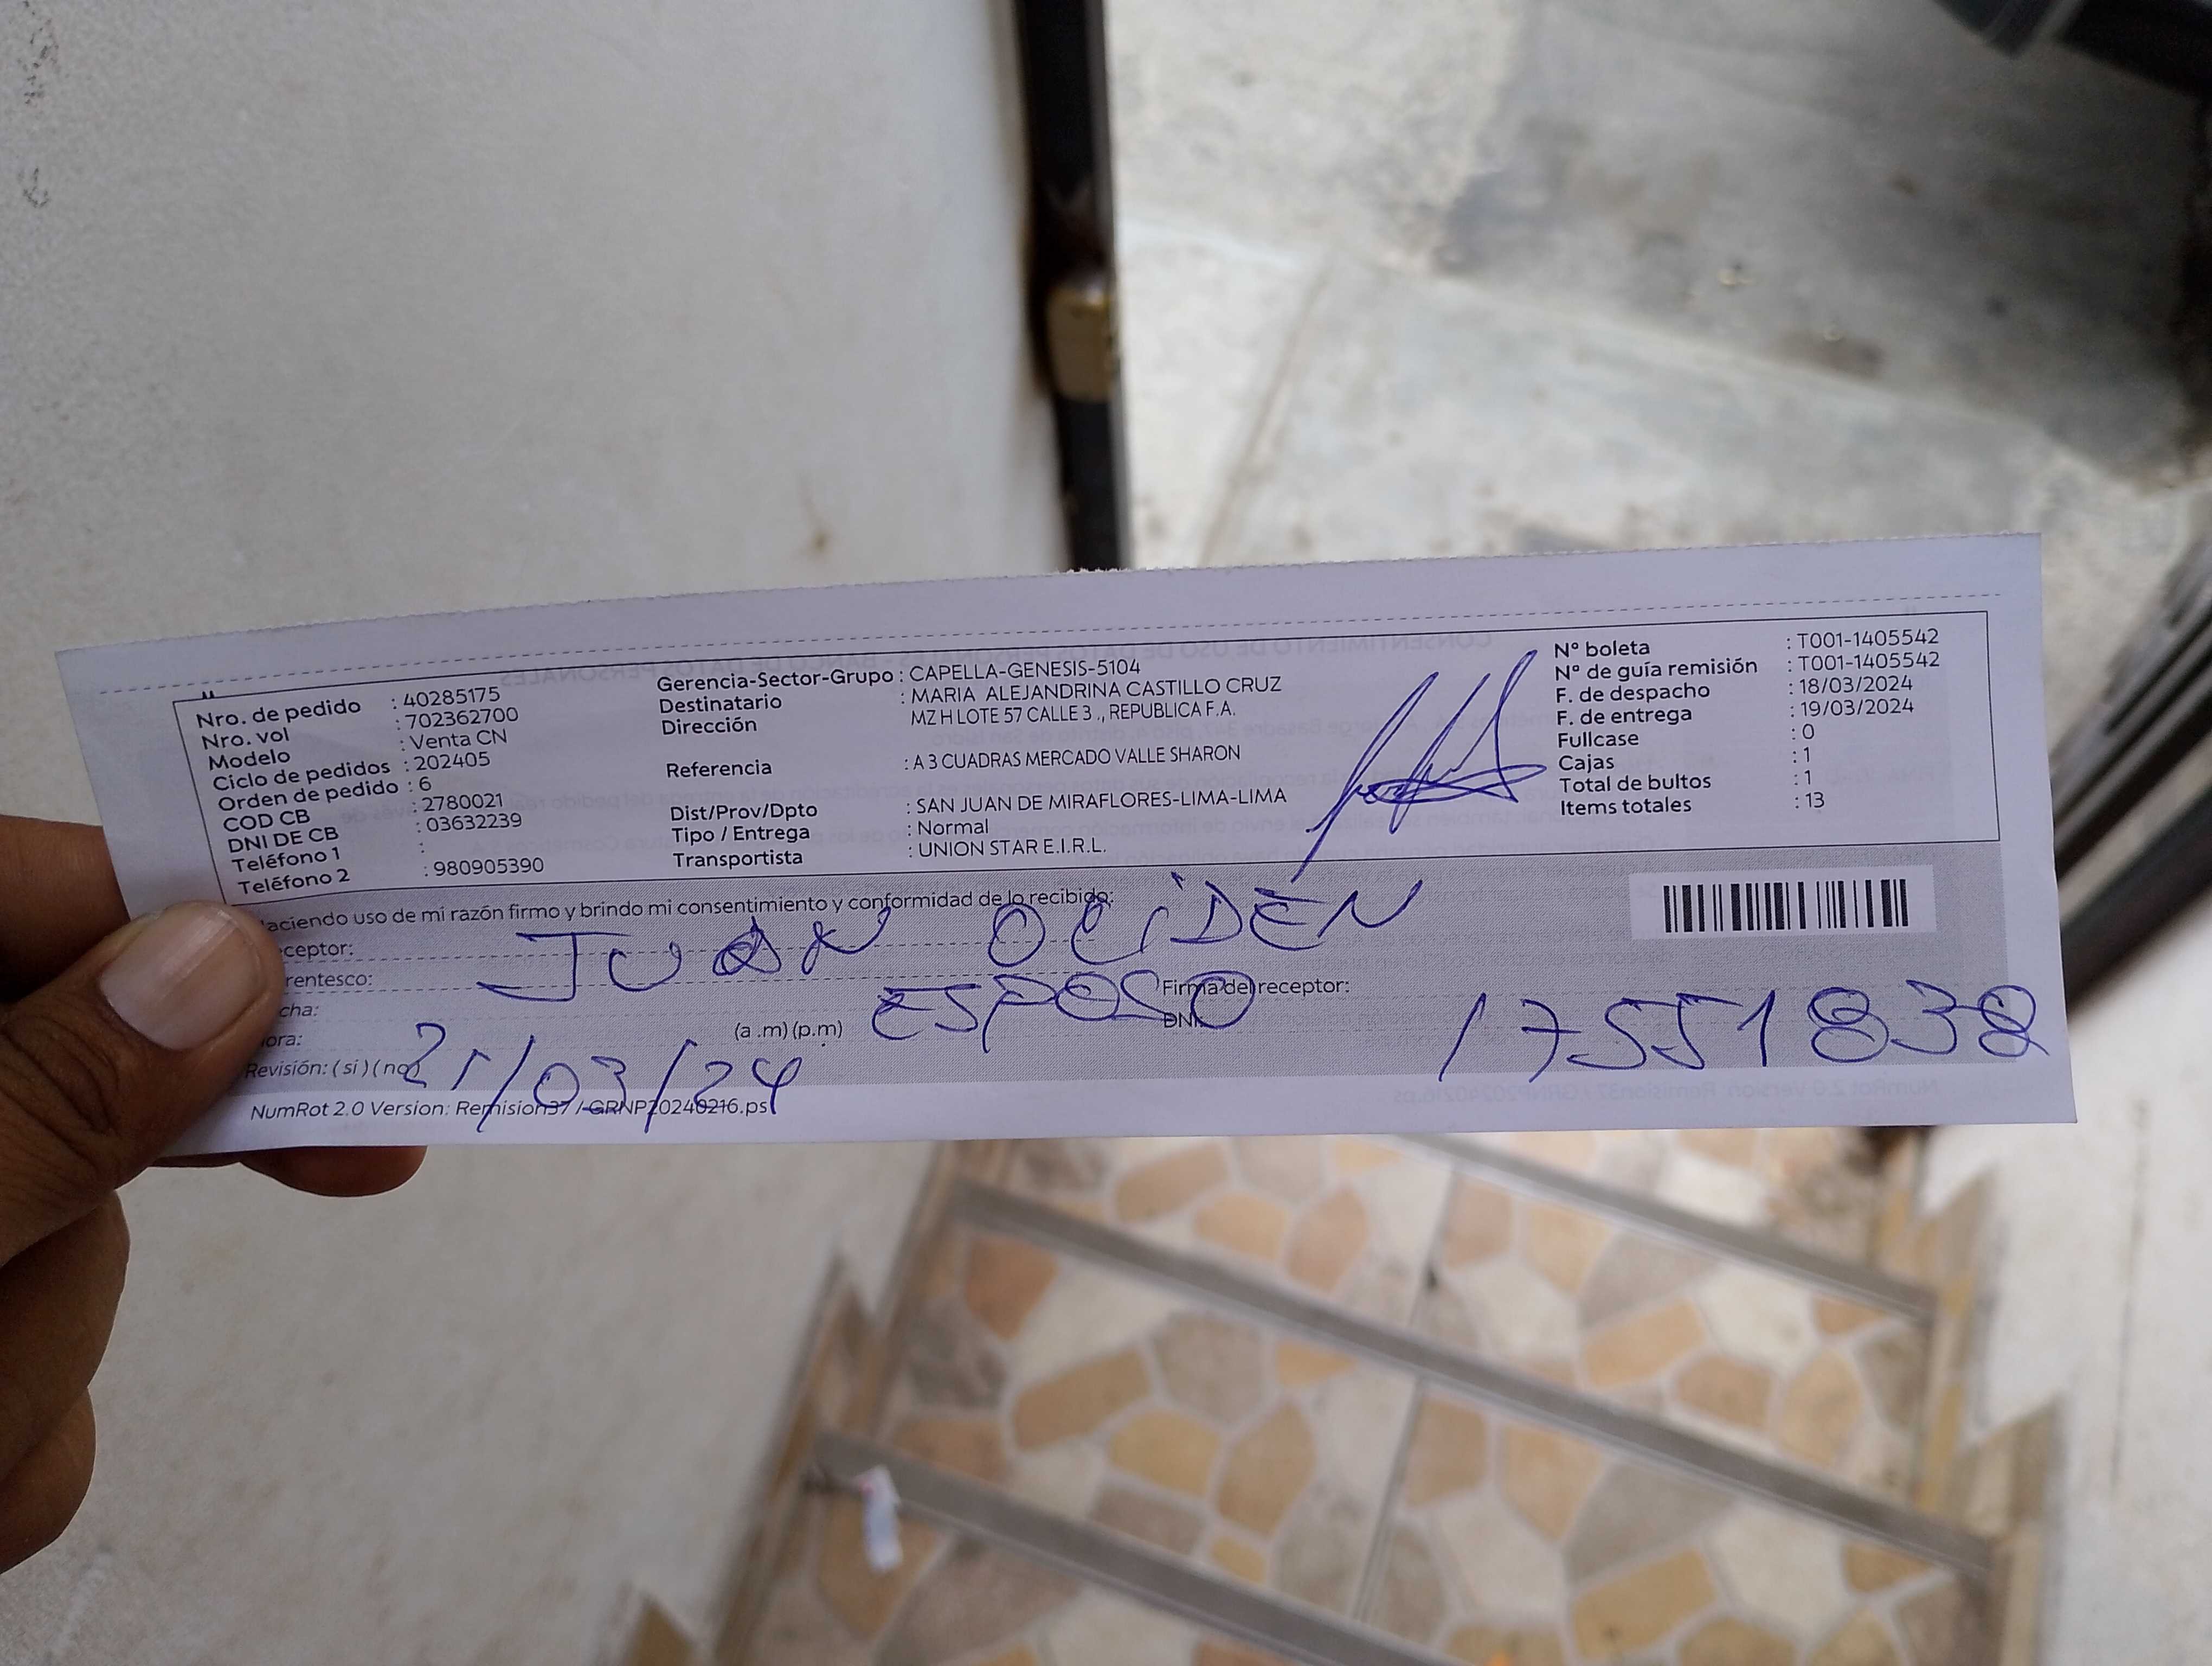 Nro. de pedido : 40285175
Nro. vol : 702362700
Modelo : Venta CN
Ciclo de pedidos : 202405
Orden de pedido : 6
COD CB : 2780021
DNI DE CB : 03632239
Teléfono 1 :
Teléfono 2 : 980905390
Gerencia-Sector-Grupo : CAPELLA-GENESIS-5104
Destinatario : MARIA ALEJANDRINA CASTILLO CRUZ
Dirección MZ H LOTE 57 CALLE 3 ., REPUBLICA F.A.
Referencia : A 3 CUADRAS MERCADO VALLE SHARON
Dist/Prov/Dpto : SAN JUAN DE MIRAFLORES-LIMA-LIMA
Tipo / Entrega : Normal
Transportista : UNION STAR E.I.R.L.
N° boleta : T001-1405542
N° de guía remisión : T001-1405542
F. de despacho : 18/03/2024
F. de entrega : 19/03/2024
Fullcase : 0
Cajas : 1
Total de bultos : 1
Items totales : 13
aciendo uso de mi razón firmo y brindo mi consentimiento y conformidad de lo recibido:
ceptor: JUAN OCIDEN
rentesco: ESPOSO Firma del receptor:
cha: 21/03/24
ora: (a .m) (p.m) DNI: 17551838
Revisión: ( si ) ( no )
NumRot 2.0 Version: Remision37 / GRNP20240216.ps